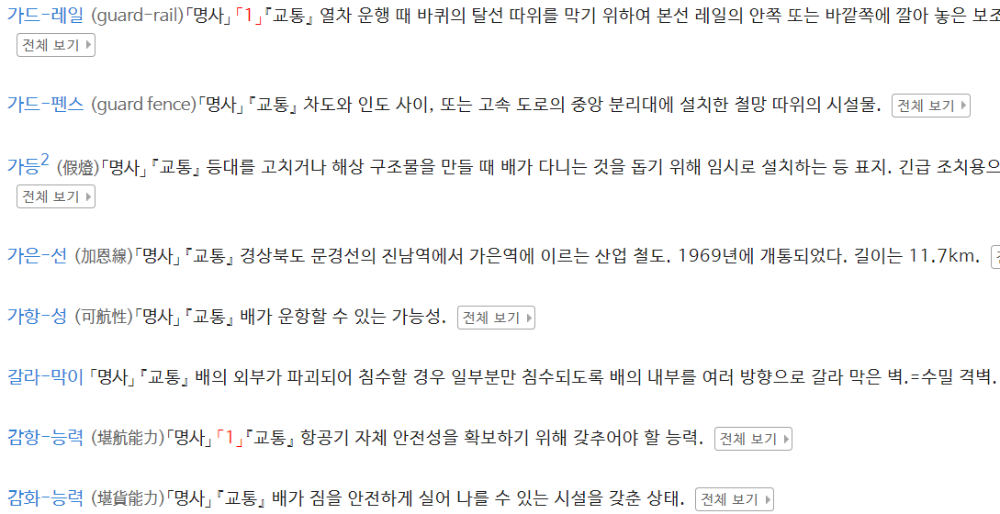 가드-레일 (guard-rail)「명사」「1」『교통』 열차 운행 때 바퀴의 탈선 따위를 막기 위하여 본선 레일의 안쪽 또는 바깥쪽에 깔아 놓은 보조
전체 보기
가드-펜스 (guard fence)「명사」『교통』 차도와 인도 사이, 또는 고속 도로의 중앙 분리대에 설치한 철망 따위의 시설물. 전체 보기
가등2 (假燈)「명사」『교통』 등대를 고치거나 해상 구조물을 만들 때 배가 다니는 것을 돕기 위해 임시로 설치하는 등 표지. 긴급 조치용으
전체 보기
가은-선 (加恩線)「명사」『교통』 경상북도 문경선의 진남역에서 가은역에 이르는 산업 철도. 1969년에 개통되었다. 길이는 11.7km.
가항-성 (可航性)「명사」『교통』 배가 운항할 수 있는 가능성. 전체 보기
갈라-막이 「명사」『교통』 배의 외부가 파괴되어 침수할 경우 일부분만 침수되도록 배의 내부를 여러 방향으로 갈라 막은 벽.=수밀 격벽.
감항-능력 (堪航能力)「명사」「1」『교통』 항공기 자체 안전성을 확보하기 위해 갖추어야 할 능력. 전체 보기
감화-능력 (堪貨能力)「명사」『교통』 배가 짐을 안전하게 실어 나를 수 있는 시설을 갖춘 상태. 전체 보기